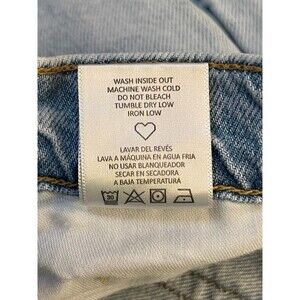 WASH INSIDE OUT
MACHINE WASH COLD
DO NOT BLEACH
TUMBLE DRY LOW
IRON LOW
LAVAR DEL REVÉS
LAVA A MÁQUINA EN AGUA FRIA
NO USAR BLANQUEADOR
SECAR EN SECADORA
A BAJA TEMPERATURA
30